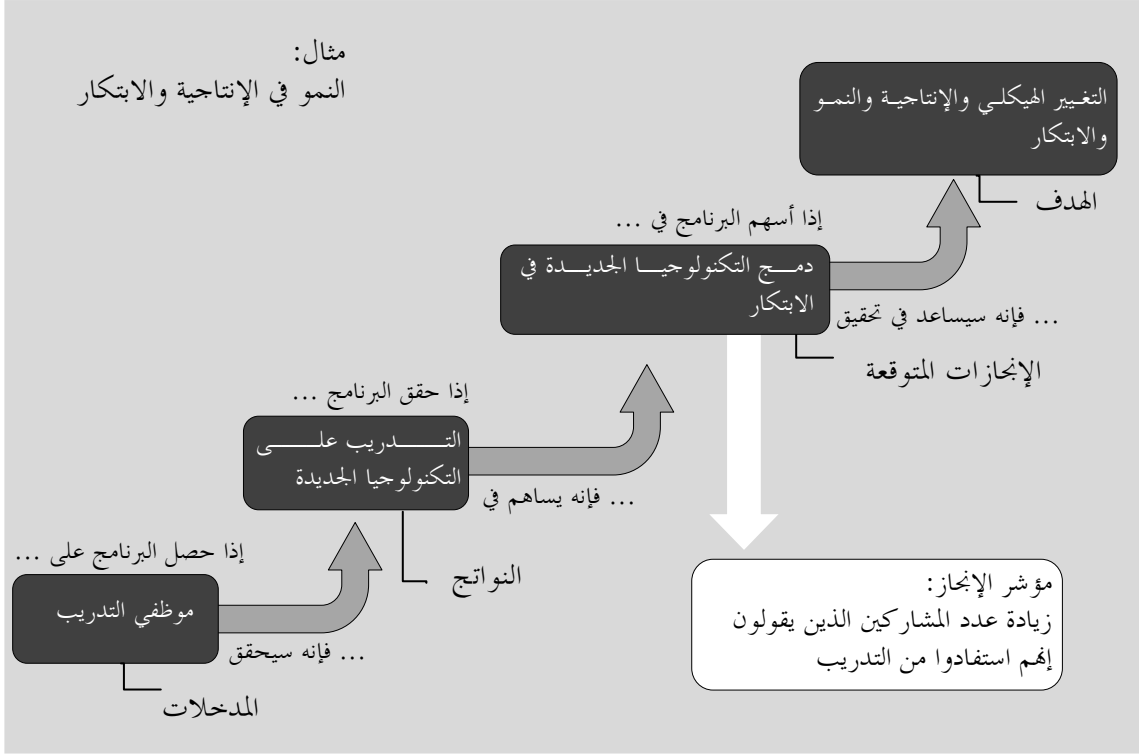 مثال:
النمو في الإنتاجية والابتكار
التغيير الهيكلي والإنتاجية والنمو
والابتكار
الهدف
إذا أسهم البرنامج في ...
دمج التكنولوجيا الجديدة في
الابتكار
... فإنه سيساعد في تحقيق
الإنجازات المتوقعة
إذا حقق البرنامج ...
التدريب على
التكنولوجيا الجديدة
... فإنه يساهم في
النواتج
إذا حصل البرنامج على ...
موظفي التدريب
... فإنه سيحقق
المدخلات
مؤشر الإنجاز:
زيادة عدد المشاركين الذين يقولون
إنهم استفادوا من التدريب